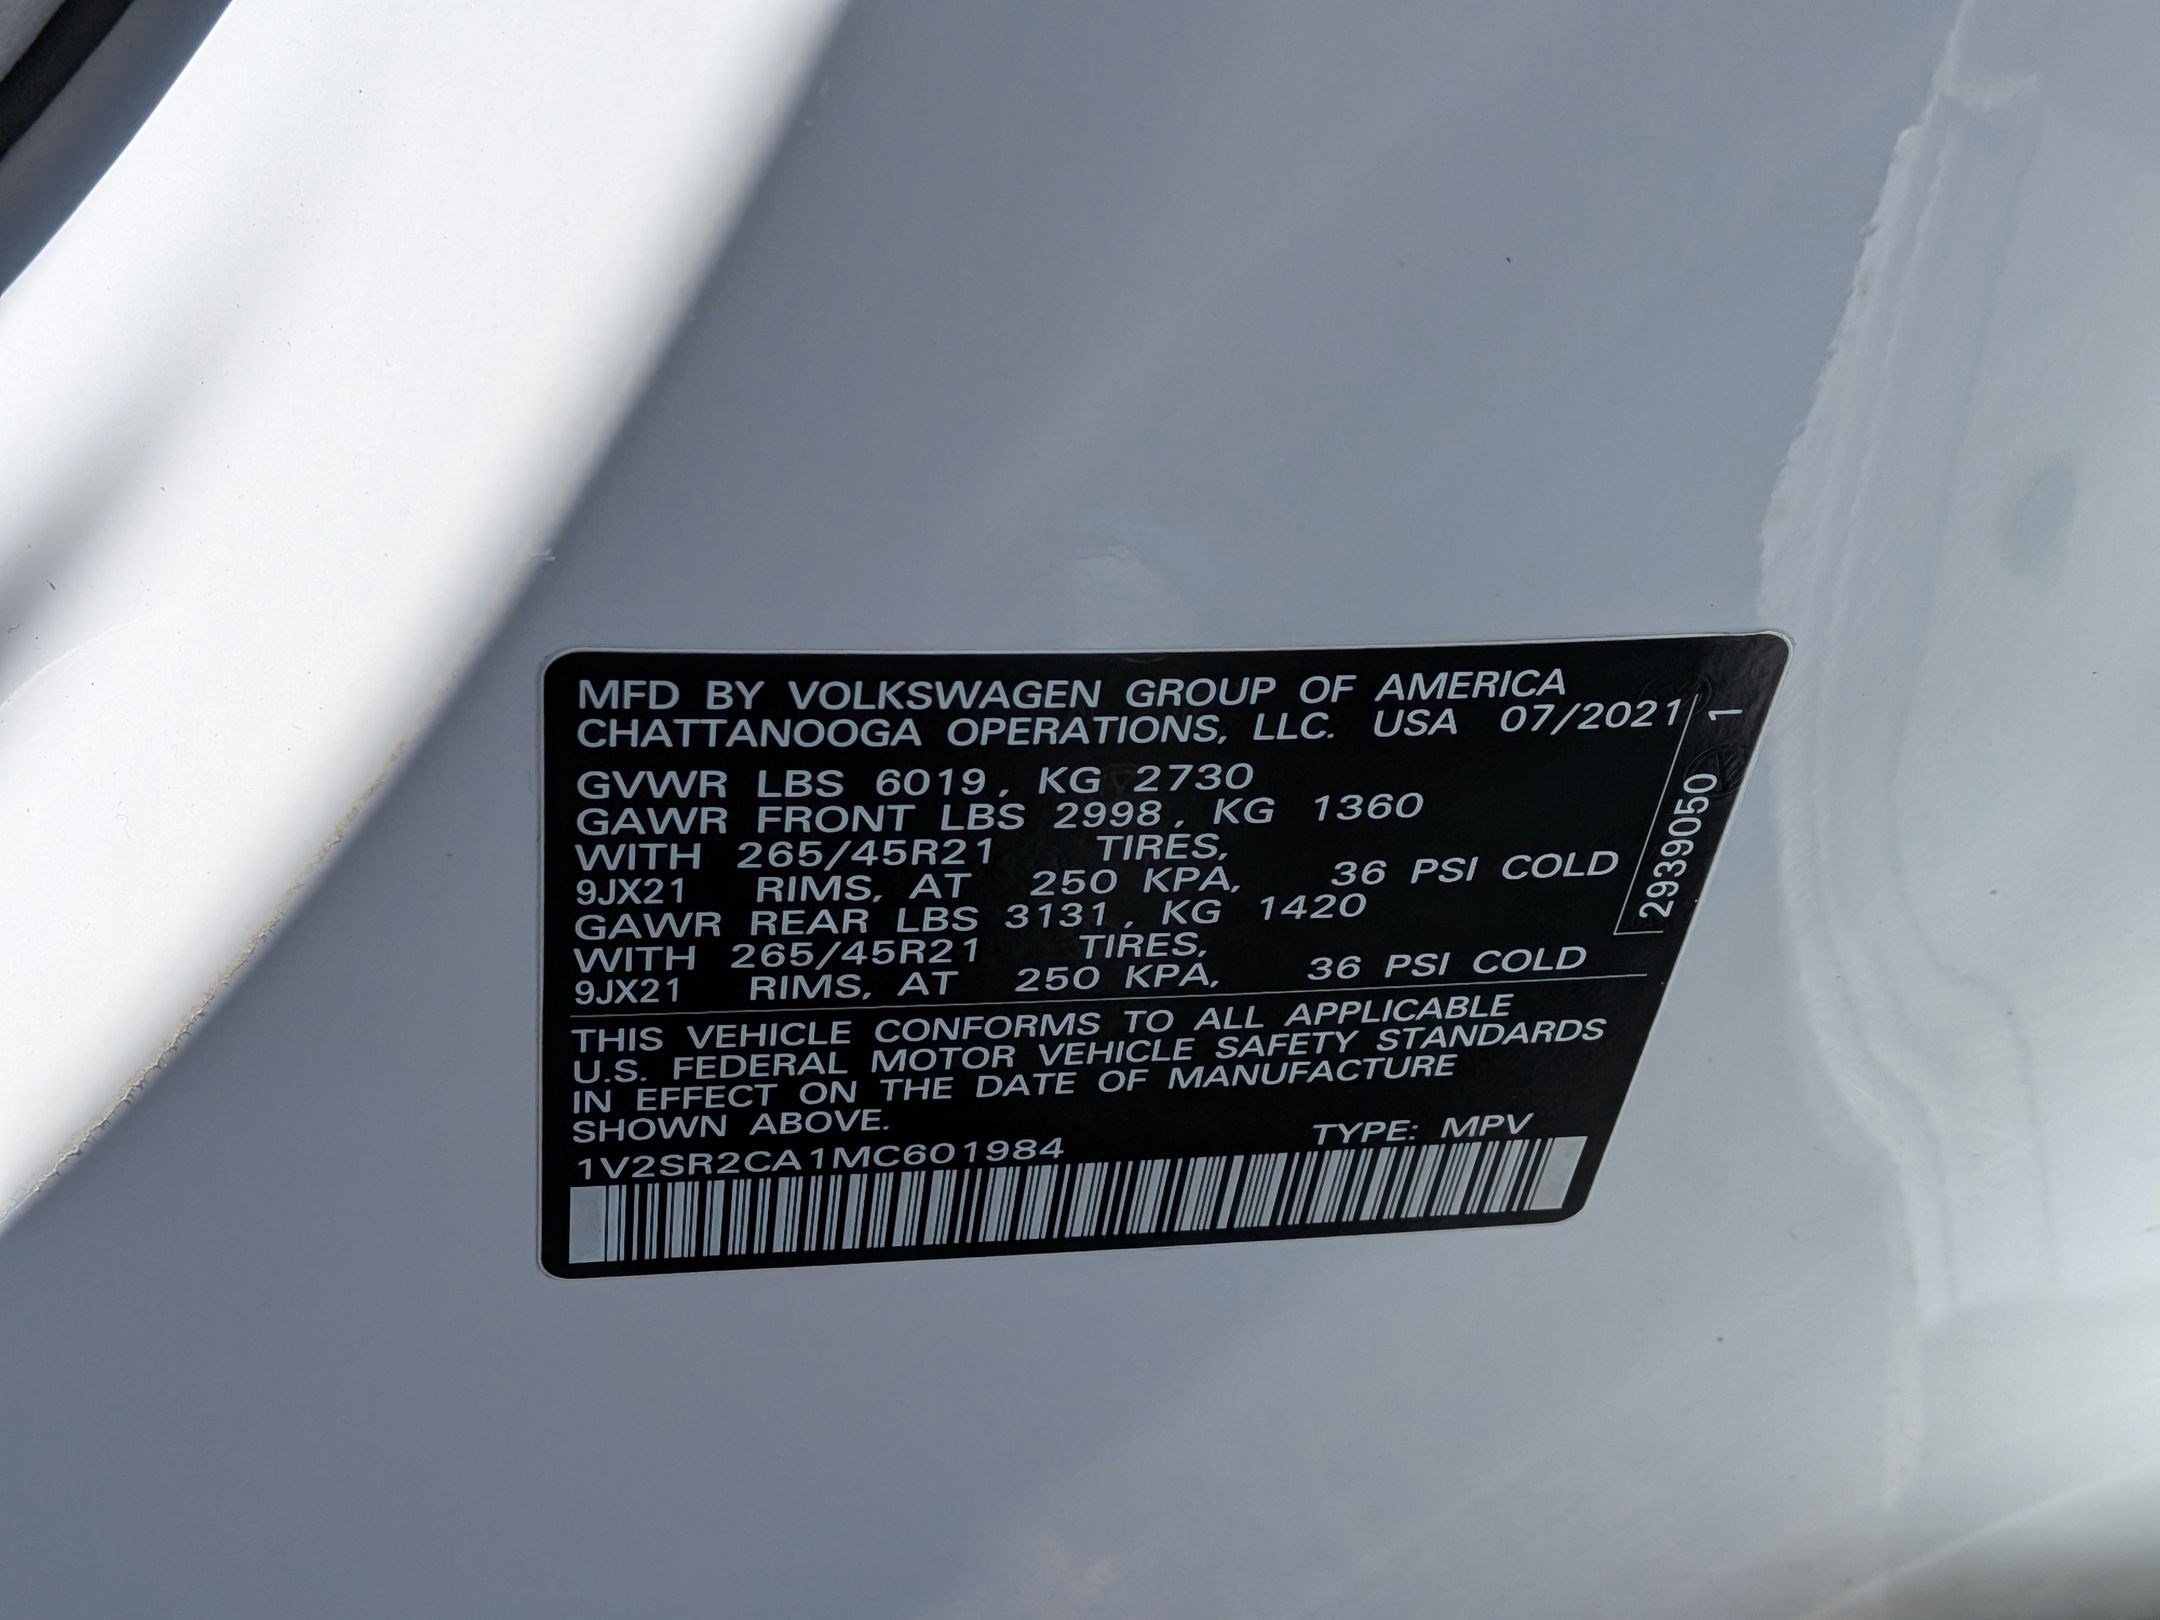 MFD BY VOLKSWAGEN GROUP OF AMERICA
CHATTANOOGA OPERATIONS, LLC. USA 07/2021
GVWR LBS 6019, KG 2730
GAWR FRONT LBS 2998, KG 1360
WITH 265/45R21 TIRES,
9JX21 RIMS, AT 250 KPA, 36 PSI COLD
GAWR REAR LBS 3131, KG 1420
WITH 265/45R21 TIRES,
9JX21 RIMS, AT 250 KPA, 36 PSI COLD
THIS VEHICLE CONFORMS TO ALL APPLICABLE
U.S. FEDERAL MOTOR VEHICLE SAFETY STANDARDS
IN EFFECT ON THE DATE OF MANUFACTURE
SHOWN ABOVE.
TYPE: MPV
1V2SR2CA1MC601984
2939050 1